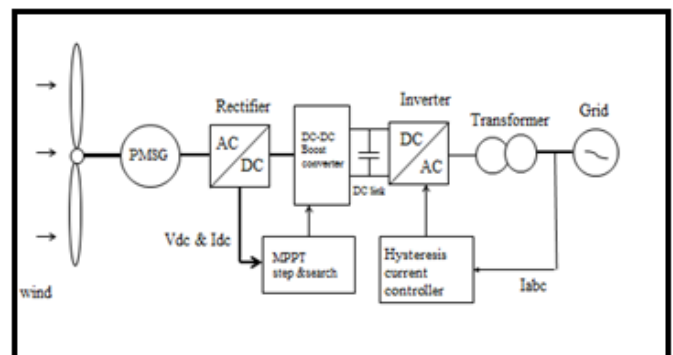 Rectifier
Inverter
Transformer
Grid
PMSG
AC
DC
DC-DC
Boost
converter
DC
AC
DC link
Vdc & Idc
MPPT
step &search
Hysteresis
current
controller
Iabc
wind